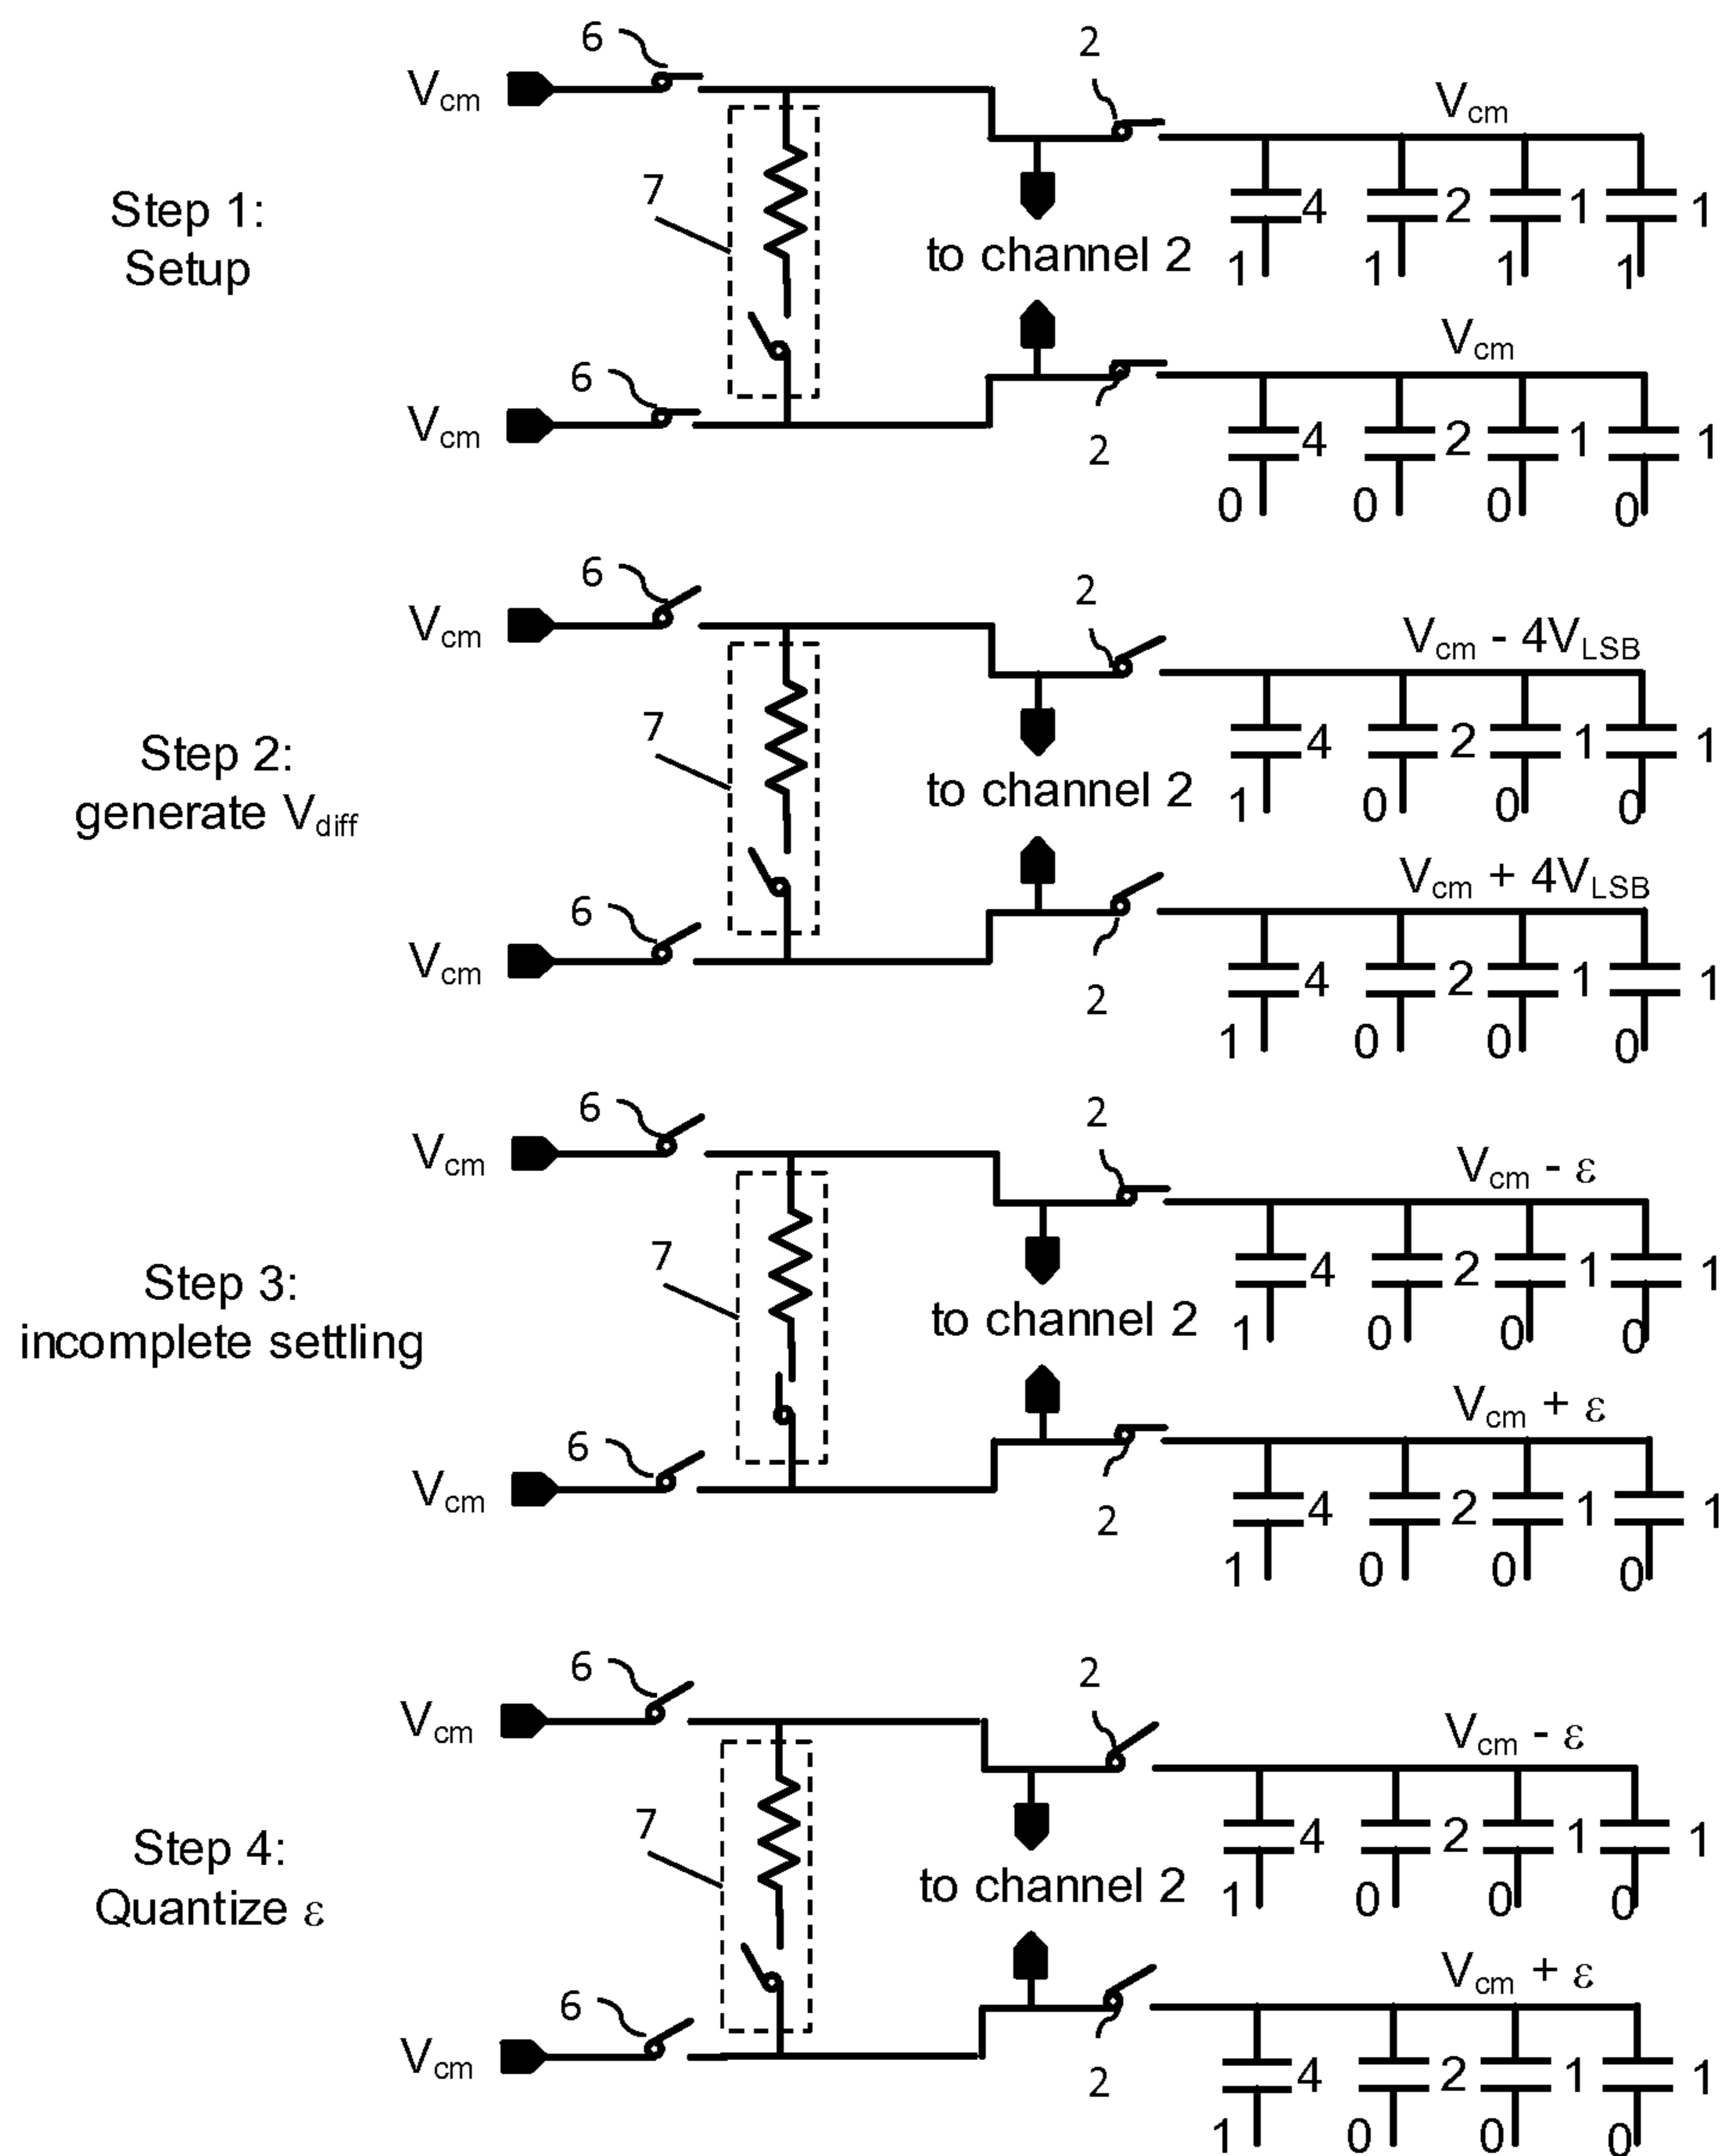 6
2
Vcm
Vcm
7
4 2 1 1
Step 1:
Setup
to channel 2
1 1 1 1
Vcm
6
Vcm
2
4 2 1 1
0 0 0 0
6
2
Vcm
Vcm - 4VLSB
7
4 2 1 1
Step 2:
generate Vdiff
to channel 2
1 0 0 0
Vcm + 4VLSB
6
Vcm
2
4 2 1 1
1 0 0 0
6
2
Vcm
Vcm - ε
7
4 2 1 1
Step 3:
incomplete settling
to channel 2
1 0 0 0
Vcm + ε
6
Vcm
2
4 2 1 1
1 0 0 0
6
2
Vcm
Vcm - ε
7
4 2 1 1
Step 4:
Quantize ε
to channel 2
1 0 0 0
Vcm + ε
6
Vcm
2
4 2 1 1
1 0 0 0